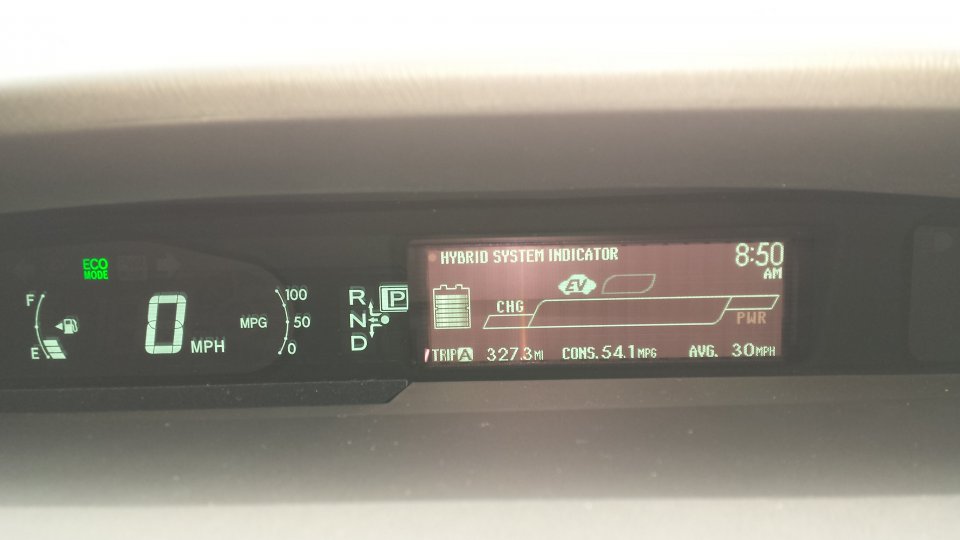 ECO
MODE
F
E
0 MPH
MPG
100
50
0
R
N
D
P
HYBRID SYSTEM INDICATOR
8:50
AM
EV
CHG
PWR
TRIP A 327.3 MI CONS. 54.1 MPG AVG. 30 MPH